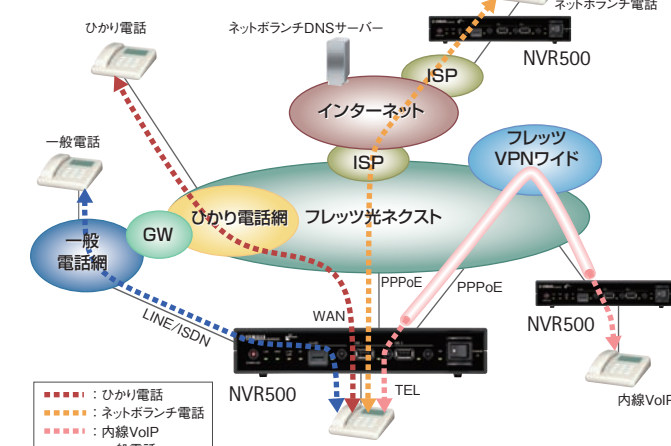 ネットボランチ電話
ひかり電話
ネットボランチDNSサーバー
NVR500
ISP
インターネット
フレッツ
VPNワイド
一般電話
ISP
ひかり電話網
フレッツ光ネクスト
GW
一般
電話網
PPPoE
PPPoE
WAN
LINE/ISDN
NVR500
NVR500
TEL
内線VoIP
：ひかり電話
：ネットボランチ電話
：内線VoIP